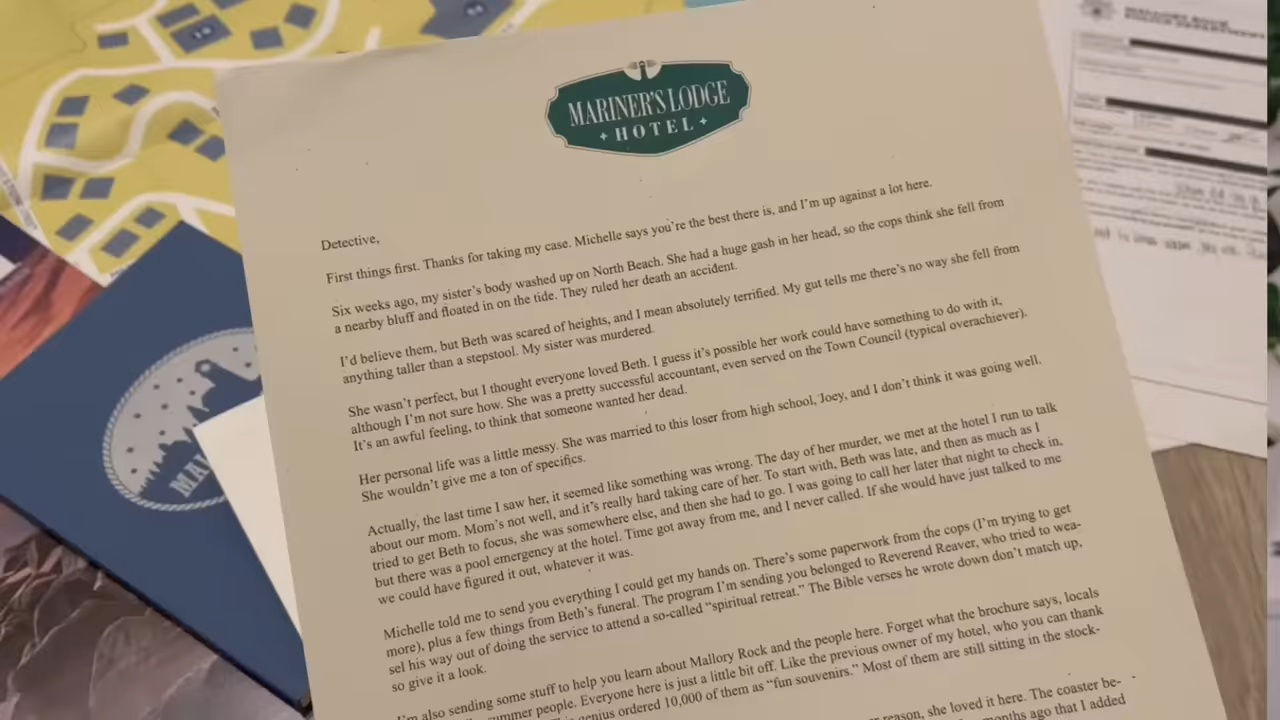 MARINER'S LODGE
HOTEL
Detective,
First things first. Thanks for taking my case. Michelle says you're the best there is, and I'm up against a lot here.
Six weeks ago, my sister's body washed up on North Beach. She had a huge gash in her head, so the cops think she fell from
a nearby bluff and floated in on the tide. They ruled her death an accident.
I'd believe them, but Beth was scared of heights, and I mean absolutely terrified. My gut tells me there's no way she fell from
anything taller than a stepstool. My sister was murdered.
She wasn't perfect, but I thought everyone loved Beth. I guess it's possible her work could have something to do with it,
although I'm not sure how. She was a pretty successful accountant, even served on the Town Council (typical overachiever).
It's an awful feeling, to think that someone wanted her dead.
Her personal life was a little messy. She was married to this loser from high school, Joey, and I don't think it was going well.
She wouldn't give me a ton of specifics.
Actually, the last time I saw her, it seemed like something was wrong. The day of her murder, we met at the hotel I run to talk
about our mom. Mom's not well, and it's really hard taking care of her. To start with, Beth was late, and then as much as I
tried to get Beth to focus, she was somewhere else, and then she had to go. I was going to call her later that night to check in,
but there was a pool emergency at the hotel. Time got away from me, and I never called. If she would have just talked to me
we could have figured it out, whatever it was.
Michelle told me to send you everything I could get my hands on. There's some paperwork from the cops (I'm trying to get
more), plus a few things from Beth's funeral. The program I'm sending you belonged to Reverend Reaver, who tried to wea-
sel his way out of doing the service to attend a so-called "spiritual retreat." The Bible verses he wrote down don't match up,
so give it a look.
I'm also sending some stuff to help you learn about Mallory Rock and the people here. Forget what the brochure says, locals
summer people. Everyone here is just a little bit off. Like the previous owner of my hotel, who you can thank
genius ordered 10,000 of them as "fun souvenirs." Most of them are still sitting in the stock-
reason, she loved it here. The coaster be-
months ago that I added